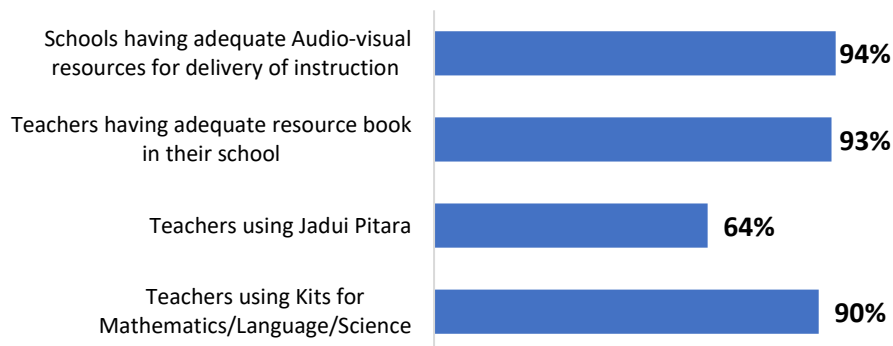 Schools having adequate Audio-visual
resources for delivery of instruction
94%
Teachers having adequate resource book
in their school
93%
Teachers using Jadui Pitara
64%
Teachers using Kits for
Mathematics/Language/Science
90%